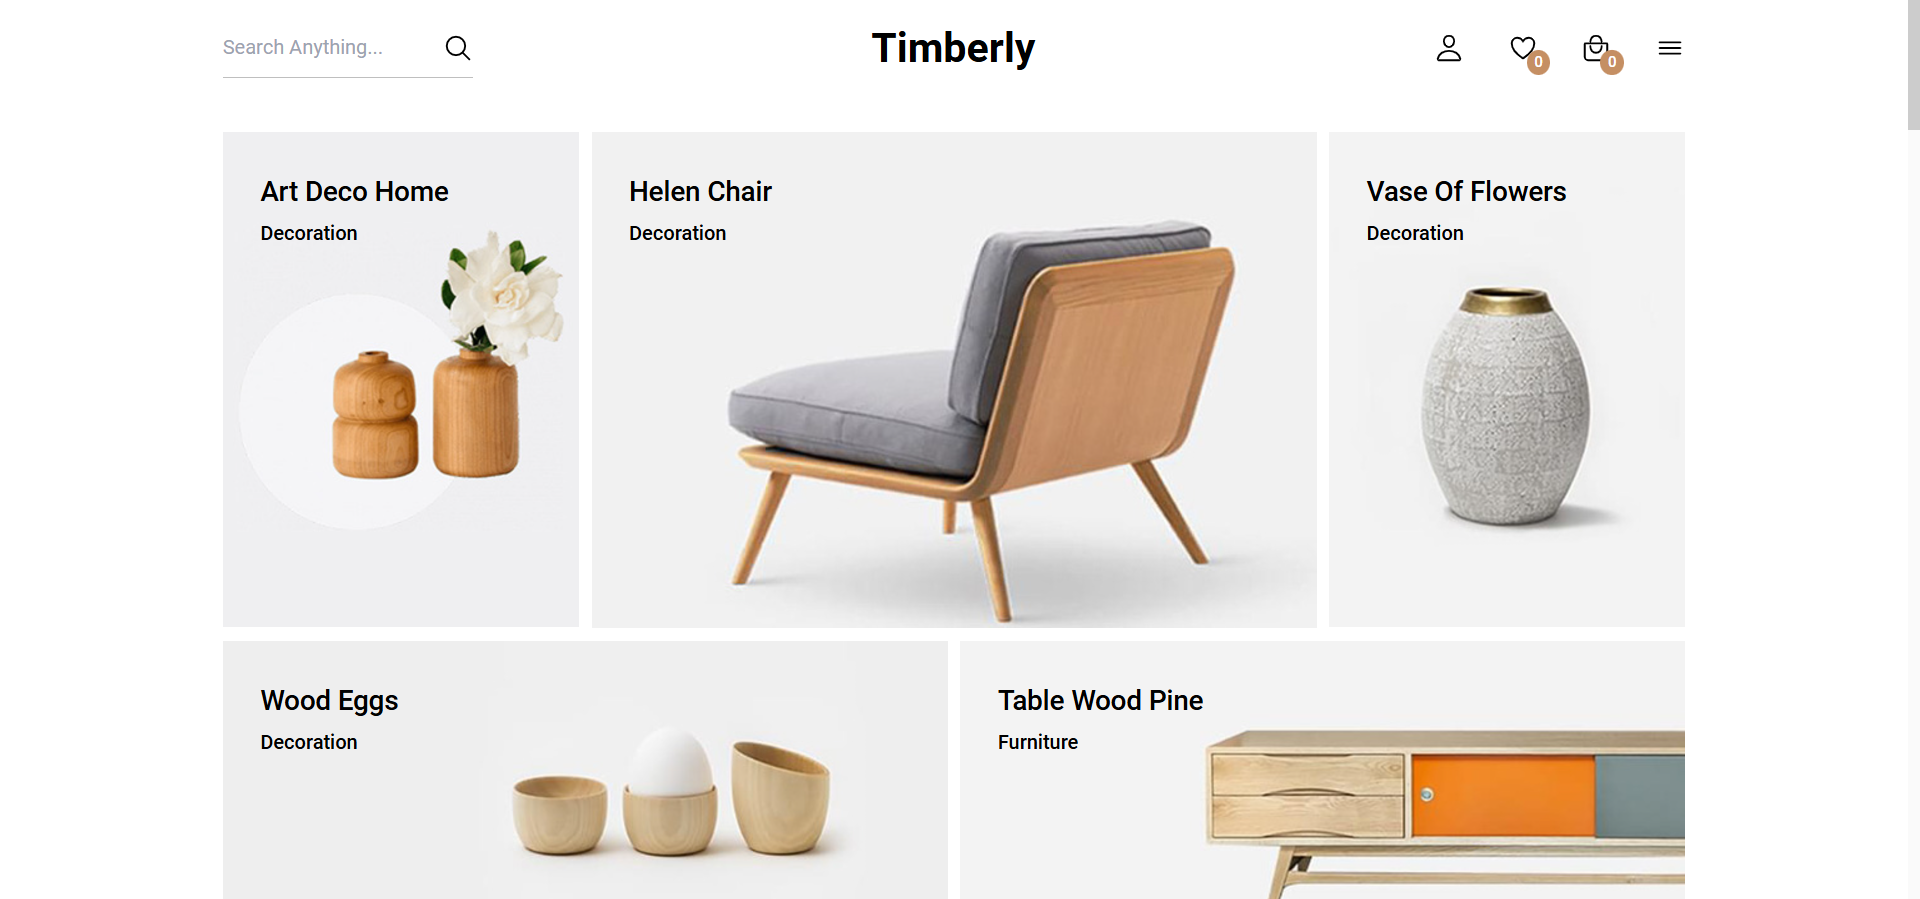 Search Anything...
Timberly
0
0
Art Deco Home
Decoration
Helen Chair
Decoration
Vase Of Flowers
Decoration
Wood Eggs
Decoration
Table Wood Pine
Furniture